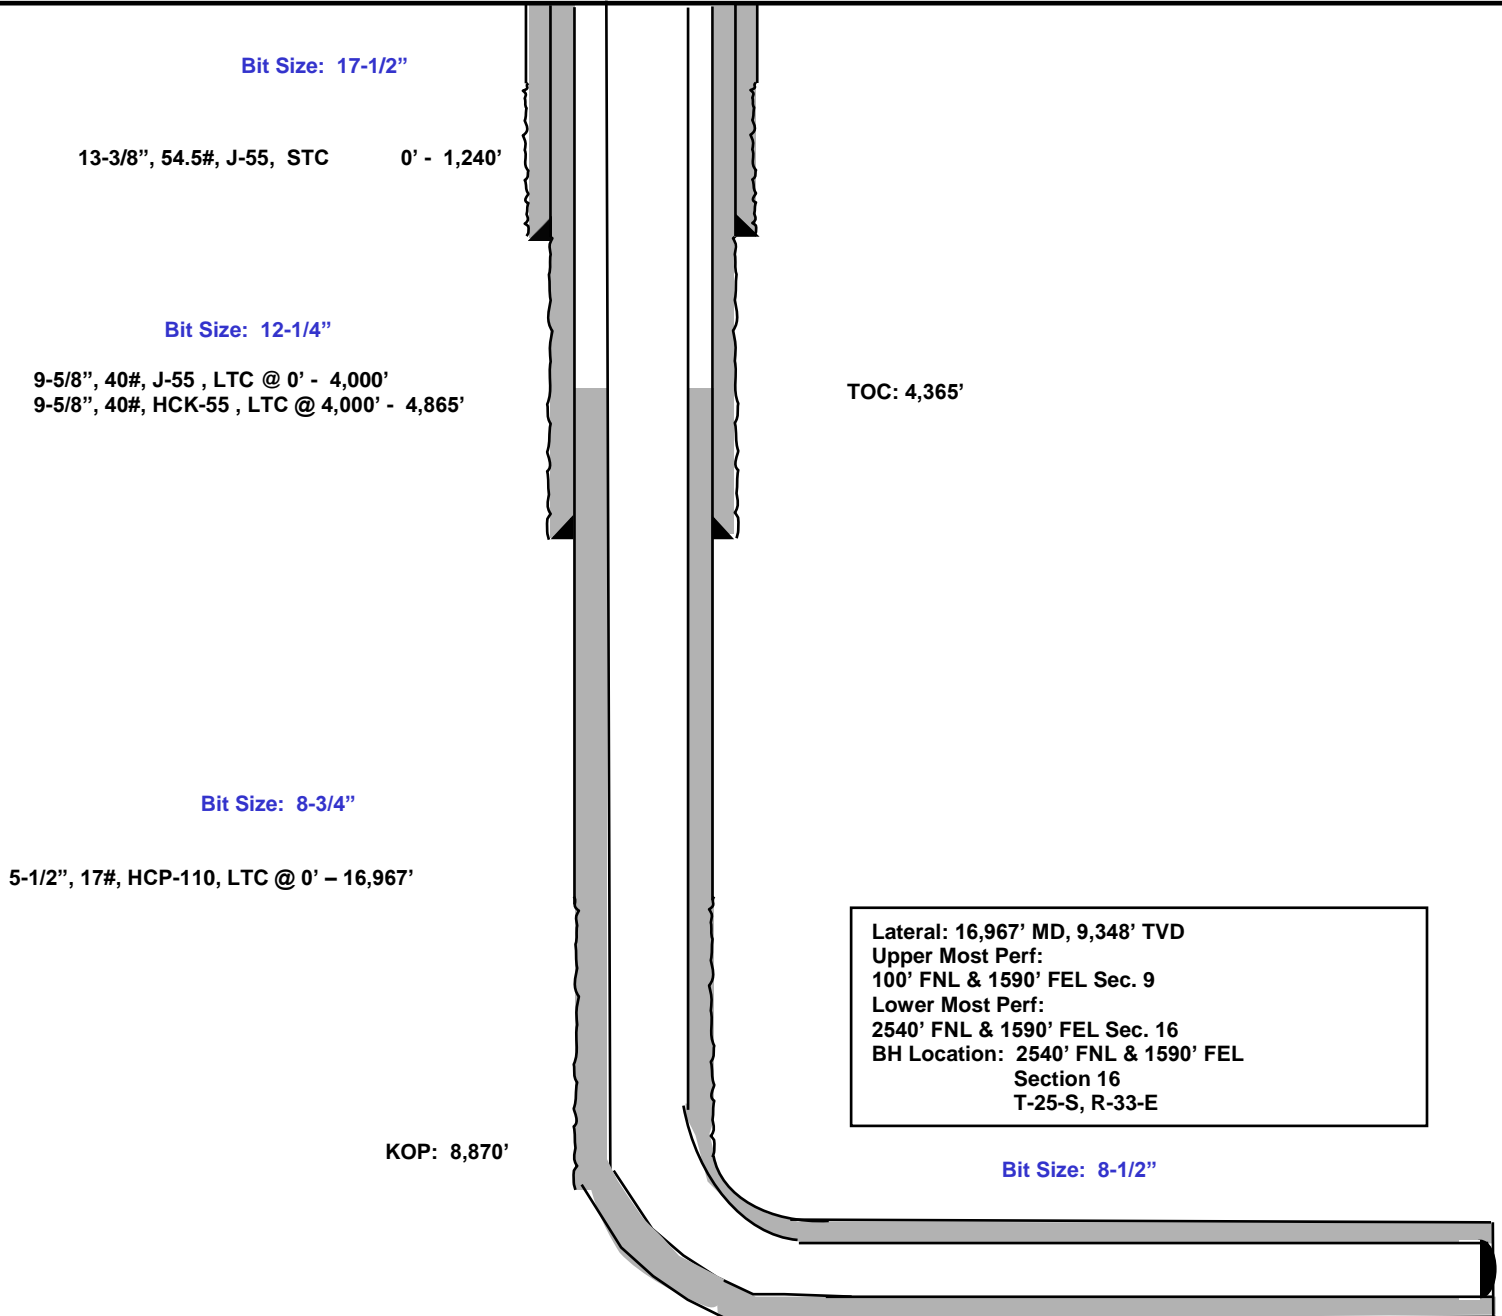 Bit Size: 17-1/2”
13-3/8”, 54.5#, J-55, STC 0’ - 1,240’
Bit Size: 12-1/4”
9-5/8”, 40#, J-55 , LTC @ 0’ - 4,000’
9-5/8”, 40#, HCK-55 , LTC @ 4,000’ - 4,865’
TOC: 4,365’
Bit Size: 8-3/4”
5-1/2”, 17#, HCP-110, LTC @ 0’ – 16,967’
Lateral: 16,967’ MD, 9,348’ TVD
Upper Most Perf:
100’ FNL & 1590’ FEL Sec. 9
Lower Most Perf:
2540’ FNL & 1590’ FEL Sec. 16
BH Location: 2540’ FNL & 1590’ FEL
Section 16
T-25-S, R-33-E
KOP: 8,870’
Bit Size: 8-1/2”